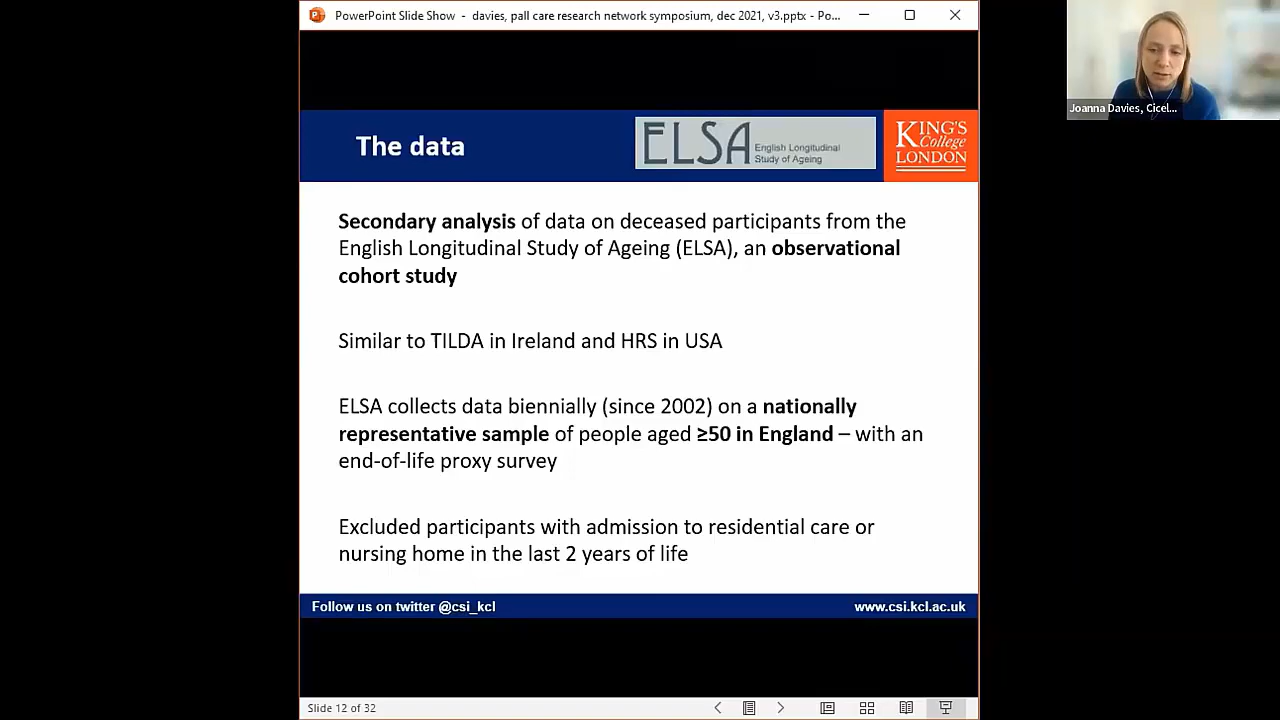 PowerPoint Slide Show - davies, pall care research network symposium, dec 2021, v3.pptx - Po...
Joanna Davies, Cicel...
The data
ELSA
English Longitudinal
Study of Ageing
KING'S
College
LONDON
Secondary analysis of data on deceased participants from the
English Longitudinal Study of Ageing (ELSA), an observational
cohort study
Similar to TILDA in Ireland and HRS in USA
ELSA collects data biennially (since 2002) on a nationally
representative sample of people aged ≥50 in England – with an
end-of-life proxy survey
Excluded participants with admission to residential care or
nursing home in the last 2 years of life
Follow us on twitter @csi_kcl
www.csi.kcl.ac.uk
Slide 12 of 32